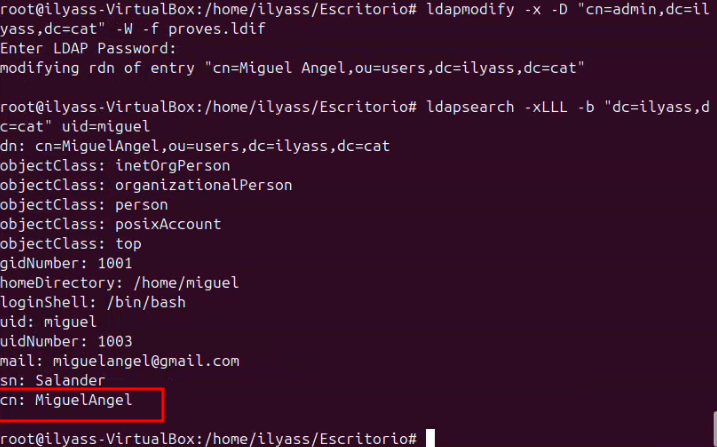 root@ilyass-VirtualBox:/home/ilyass/Escritorio# ldapmodify -x -D "cn=admin,dc=il
yass,dc=cat" -W -f proves.ldif
Enter LDAP Password:
modifying rdn of entry "cn=Miguel Angel,ou=users,dc=ilyass,dc=cat"
root@ilyass-VirtualBox:/home/ilyass/Escritorio# ldapsearch -xLLL -b "dc=ilyass,d
c=cat" uid=miguel
dn: cn=MiguelAngel,ou=users,dc=ilyass,dc=cat
objectClass: inetOrgPerson
objectClass: organizationalPerson
objectClass: person
objectClass: posixAccount
objectClass: top
gidNumber: 1001
homeDirectory: /home/miguel
loginShell: /bin/bash
uid: miguel
uidNumber: 1003
mail: miguelangel@gmail.com
sn: Salander
cn: MiguelAngel
root@ilyass-VirtualBox:/home/ilyass/Escritorio#